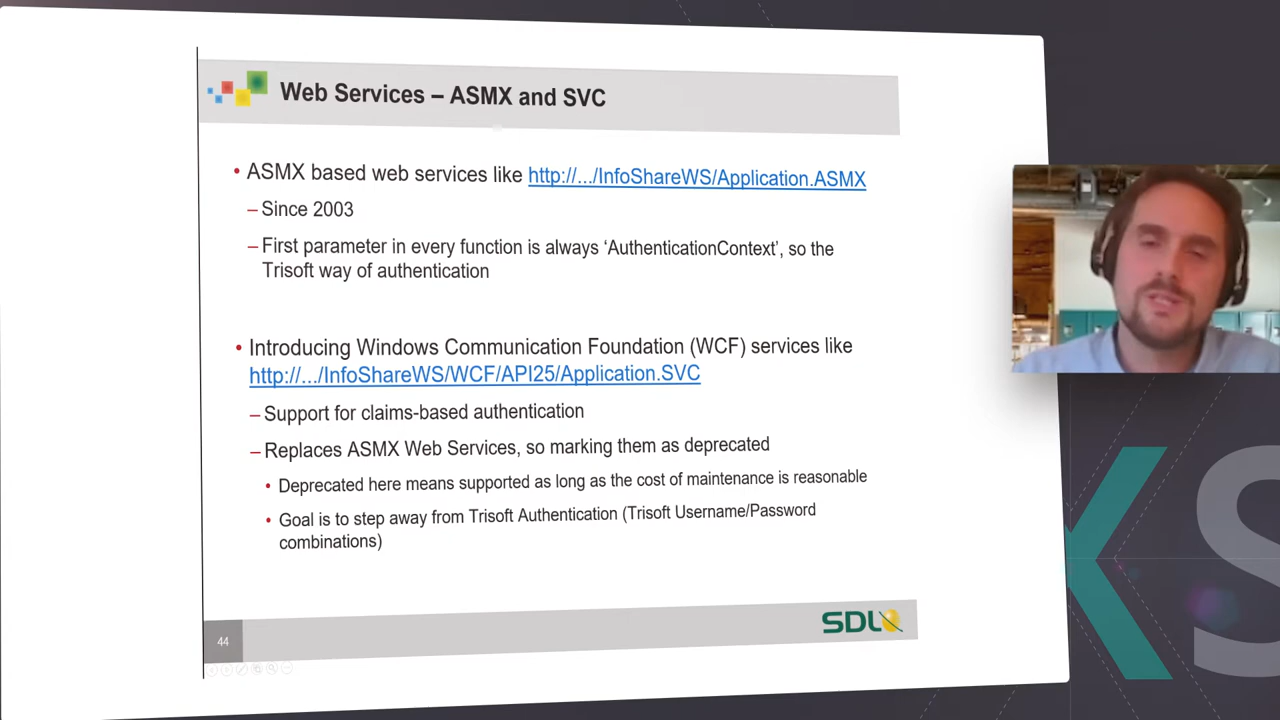 Web Services – ASMX and SVC
• ASMX based web services like http://.../InfoShareWS/Application.ASMX
– Since 2003
– First parameter in every function is always ‘AuthenticationContext’, so the
Trisoft way of authentication
• Introducing Windows Communication Foundation (WCF) services like
http://.../InfoShareWS/WCF/API25/Application.SVC
– Support for claims-based authentication
– Replaces ASMX Web Services, so marking them as deprecated
• Deprecated here means supported as long as the cost of maintenance is reasonable
• Goal is to step away from Trisoft Authentication (Trisoft Username/Password
combinations)
44
SDL
KS